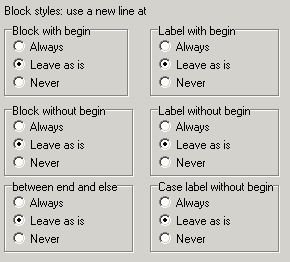 Block styles: use a new line at
Block with begin
Always
Leave as is
Never
Label with begin
Always
Leave as is
Never
Block without begin
Always
Leave as is
Never
Label without begin
Always
Leave as is
Never
between end and else
Always
Leave as is
Never
Case label without begin
Always
Leave as is
Never